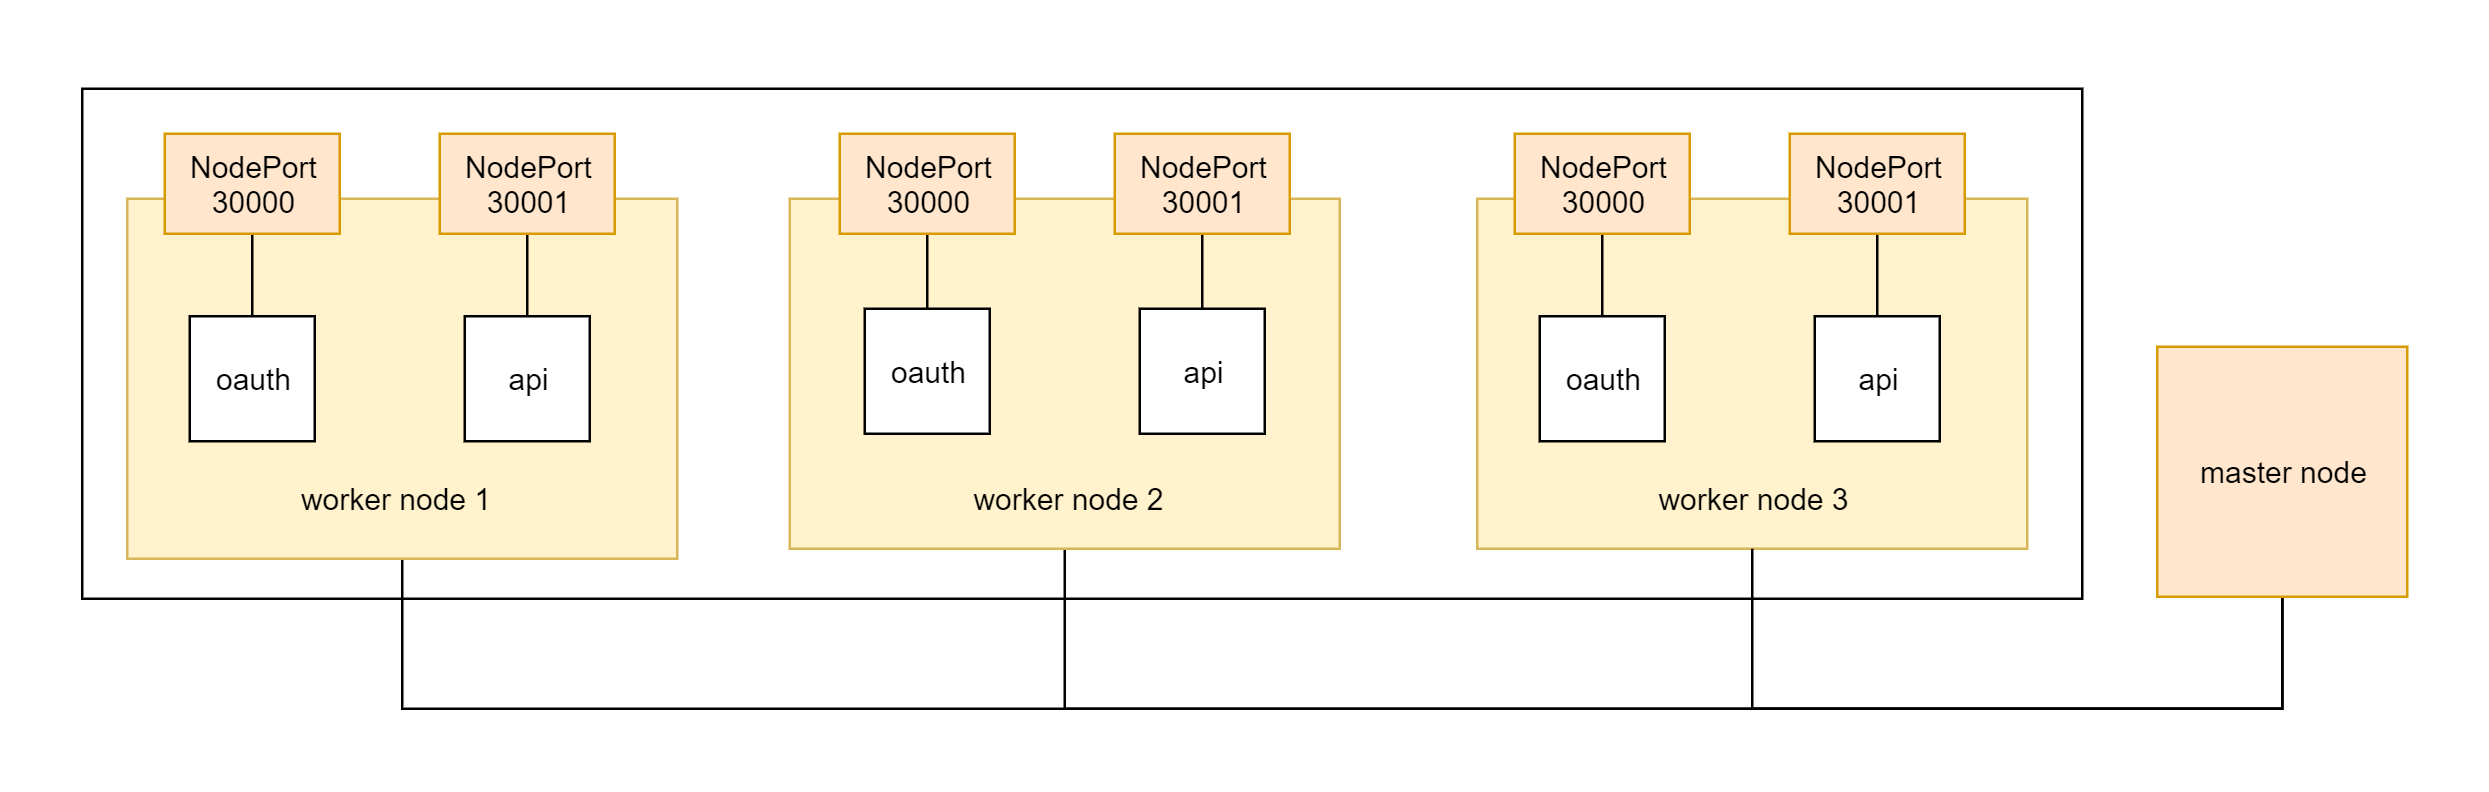 NodePort
30000
NodePort
30001
NodePort
30000
NodePort
30001
NodePort
30000
NodePort
30001
oauth
api
oauth
api
oauth
api
worker node 1
worker node 2
worker node 3
master node